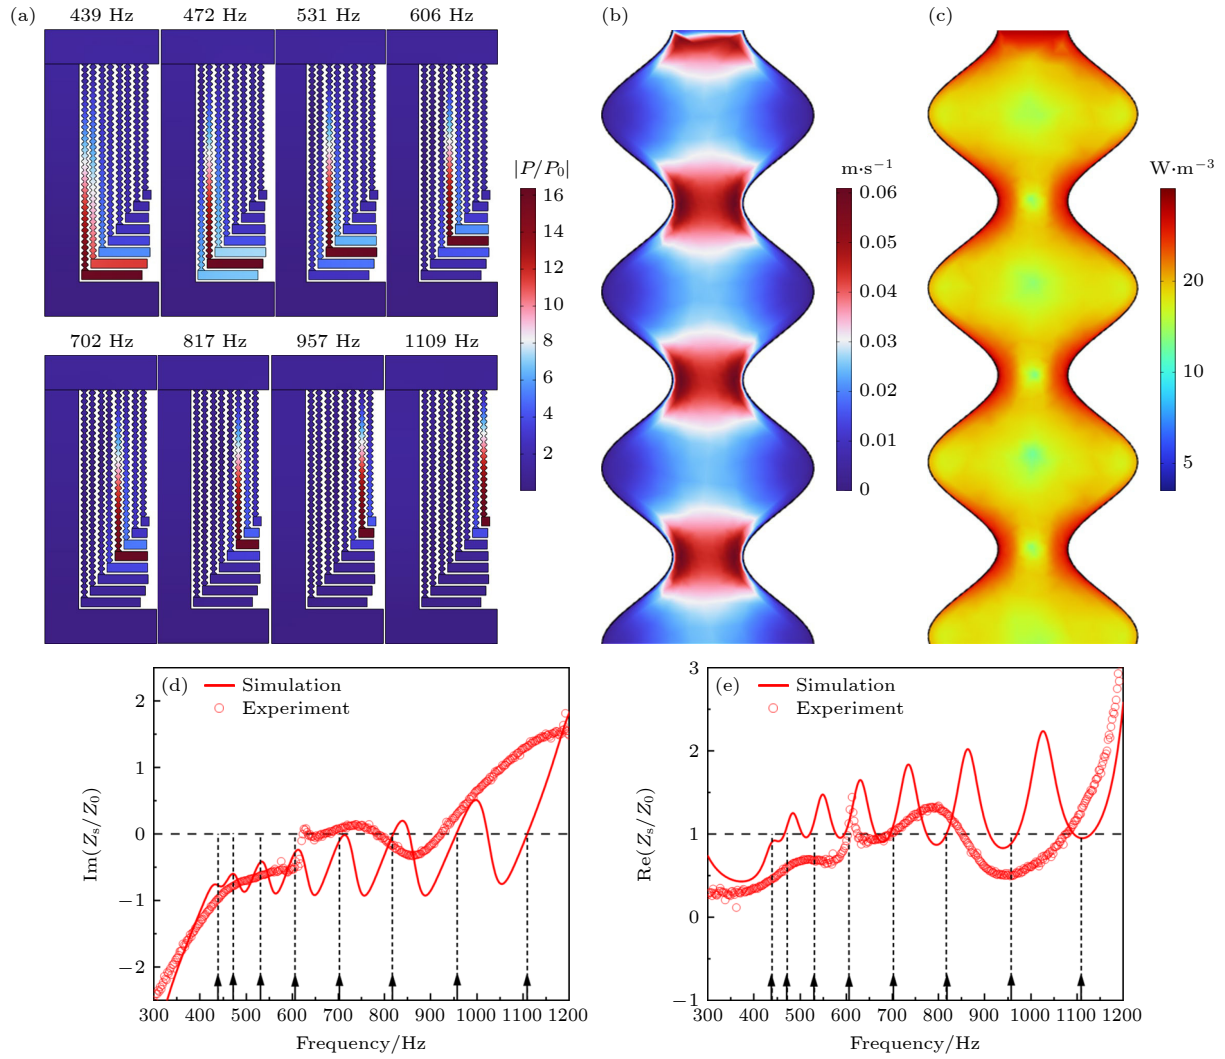 (a)
439 Hz 472 Hz 531 Hz 606 Hz
|P/P0|
16
14
12
10
8
6
4
2
702 Hz 817 Hz 957 Hz 1109 Hz
(b)
m·s−1
0.06
0.05
0.04
0.03
0.02
0.01
0
(c)
W·m−3
20
10
5
(d)
Simulation
Experiment
Im(Zs/Z0)
2
1
0
−1
−2
300 400 500 600 700 800 900 1000 1100 1200
Frequency/Hz
(e)
Simulation
Experiment
Re(Zs/Z0)
3
2
1
0
−1
300 400 500 600 700 800 900 1000 1100 1200
Frequency/Hz